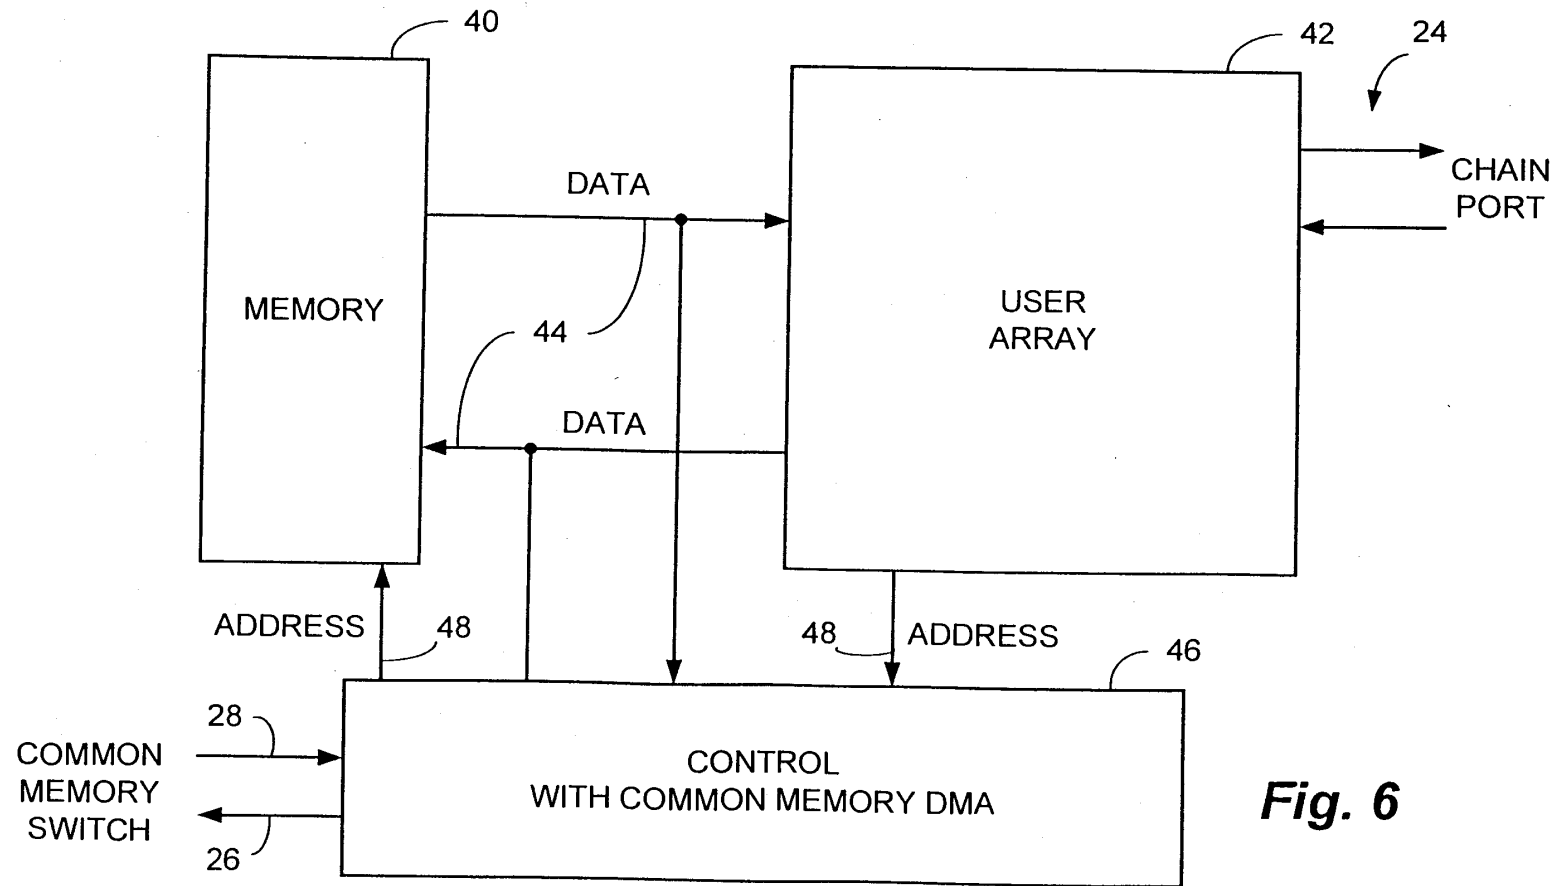 40
42
24
DATA
CHAIN
PORT
MEMORY
USER
ARRAY
44
DATA
ADDRESS
48
48
ADDRESS
46
28
COMMON
MEMORY
SWITCH
26
CONTROL
WITH COMMON MEMORY DMA
Fig. 6